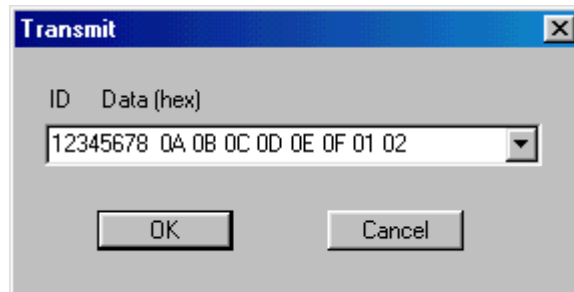 Transmit
ID Data (hex)
12345678 0A 0B 0C 0D 0E 0F 01 02
OK Cancel